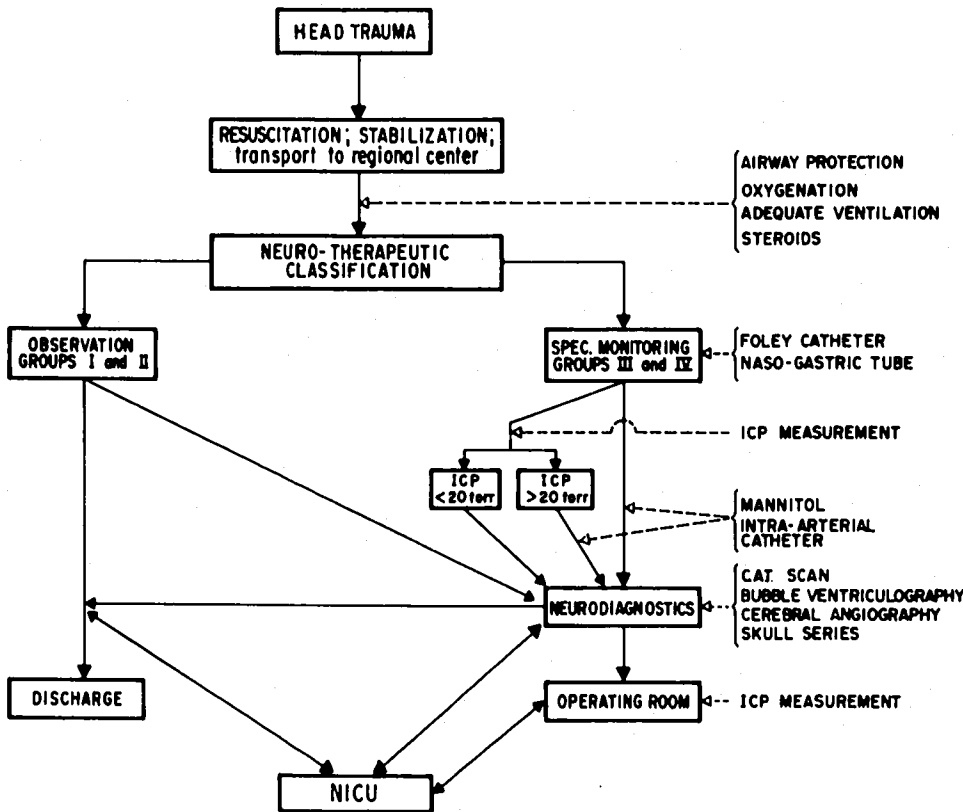 HEAD TRAUMA
RESUSCITATION; STABILIZATION;
transport to regional center
AIRWAY PROTECTION
OXYGENATION
ADEQUATE VENTILATION
STEROIDS
NEURO-THERAPEUTIC
CLASSIFICATION
OBSERVATION
GROUPS I and II
SPEC. MONITORING
GROUPS III and IV
FOLEY CATHETER
NASO-GASTRIC TUBE
ICP MEASUREMENT
ICP
<20 torr
ICP
>20 torr
MANNITOL
INTRA-ARTERIAL
CATHETER
NEURODIAGNOSTICS
C.A.T. SCAN
BUBBLE VENTRICULOGRAPHY
CEREBRAL ANGIOGRAPHY
SKULL SERIES
DISCHARGE
OPERATING ROOM
ICP MEASUREMENT
NICU